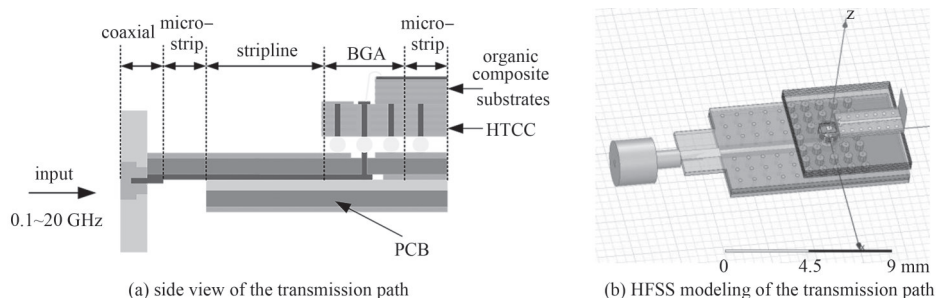 coaxial
micro-
strip
stripline
BGA
micro-
strip
organic
composite
substrates
HTCC
input
0.1~20 GHz
PCB
(a) side view of the transmission path
z
0
4.5
9 mm
(b) HFSS modeling of the transmission path